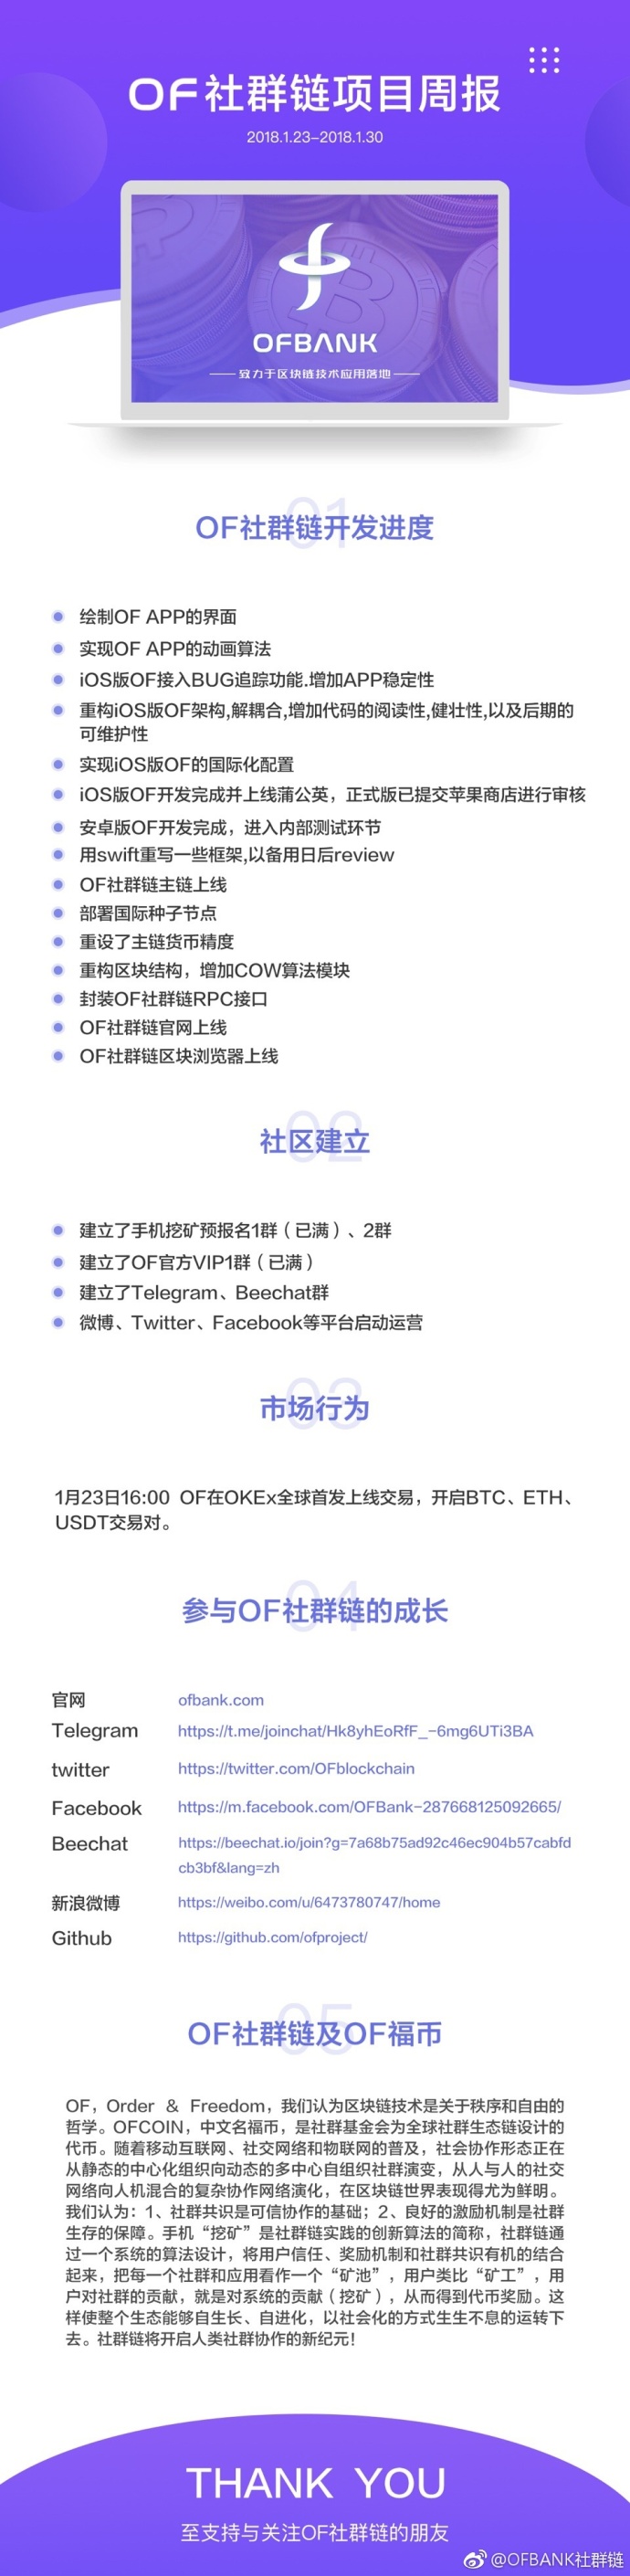 OF社群链项目周报
2018.1.23-2018.1.30
OFBANK
致力于区块链技术应用落地
01
OF社群链开发进度
绘制OF APP的界面
实现OF APP的动画算法
iOS版OF接入BUG追踪功能.增加APP稳定性
重构iOS版OF架构,解耦合,增加代码的阅读性,健壮性,以及后期的
可维护性
实现iOS版OF的国际化配置
iOS版OF开发完成并上线蒲公英，正式版已提交苹果商店进行审核
安卓版OF开发完成，进入内部测试环节
用swift重写一些框架,以备用日后review
OF社群链主链上线
部署国际种子节点
重设了主链货币精度
重构区块结构，增加COW算法模块
封装OF社群链RPC接口
OF社群链官网上线
OF社群链区块浏览器上线
02
社区建立
建立了手机挖矿预报名1群（已满）、2群
建立了OF官方VIP1群（已满）
建立了Telegram、Beechat群
微博、Twitter、Facebook等平台启动运营
03
市场行为
1月23日16:00 OF在OKEx全球首发上线交易，开启BTC、ETH、
USDT交易对。
04
参与OF社群链的成长
官网 ofbank.com
Telegram https://t.me/joinchat/Hk8yhEoRfF_-6mg6UTi3BA
twitter https://twitter.com/OFblockchain
Facebook https://m.facebook.com/OFBank-287668125092665/
Beechat https://beechat.io/join?g=7a68b75ad92c46ec904b57cabfd
cb3bf&lang=zh
新浪微博 https://weibo.com/u/6473780747/home
Github https://github.com/ofproject/
05
OF社群链及OF福币
OF，Order & Freedom，我们认为区块链技术是关于秩序和自由的
哲学。OFCOIN，中文名福币，是社群基金会为全球社群生态链设计的
代币。随着移动互联网、社交网络和物联网的普及，社会协作形态正在
从静态的中心化组织向动态的多中心自组织社群演变，从人与人的社交
网络向人机混合的复杂协作网络演化，在区块链世界表现得尤为鲜明。
我们认为：1、社群共识是可信协作的基础；2、良好的激励机制是社群
生存的保障。手机“挖矿”是社群链实践的创新算法的简称，社群链通
过一个系统的算法设计，将用户信任、奖励机制和社群共识有机的结合
起来，把每一个社群和应用看作一个“矿池”，用户类比“矿工”，用
户对社群的贡献，就是对系统的贡献（挖矿），从而得到代币奖励。这
样使整个生态能够自生长、自进化，以社会化的方式生生不息的运转下
去。社群链将开启人类社群协作的新纪元！
THANK YOU
至支持与关注OF社群链的朋友
@OFBANK社群链